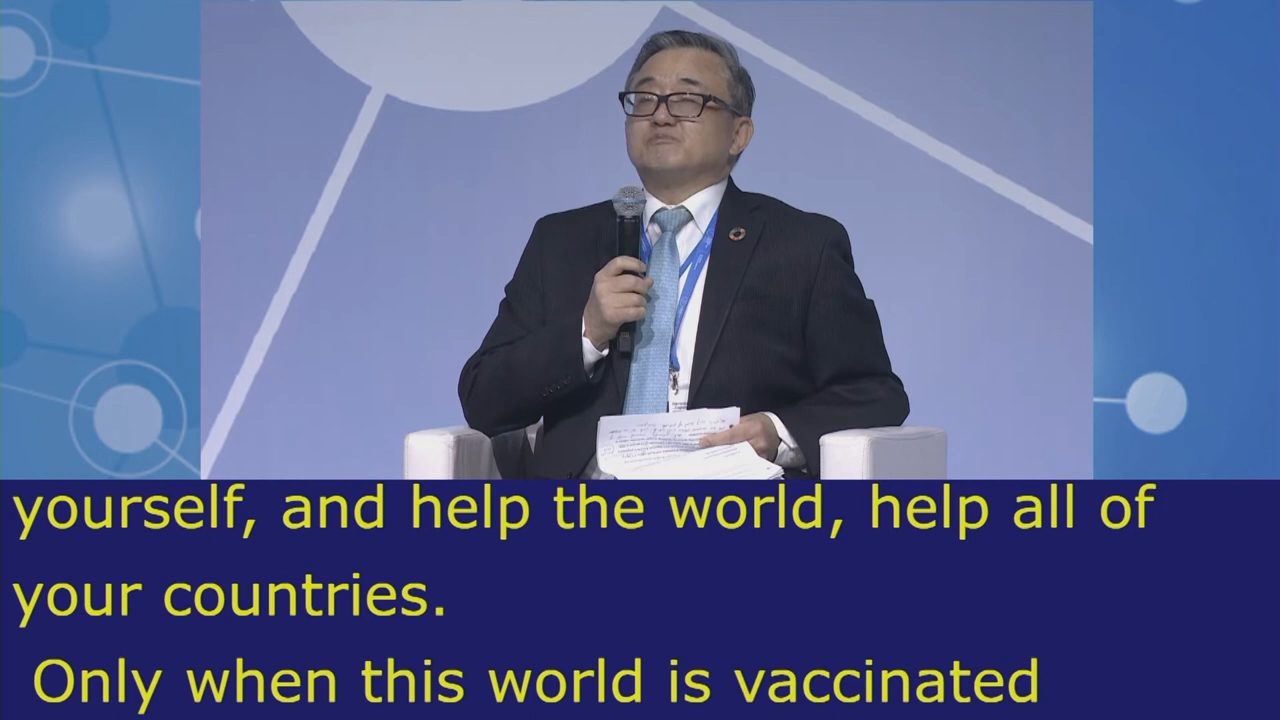 yourself, and help the world, help all of
your countries.
Only when this world is vaccinated